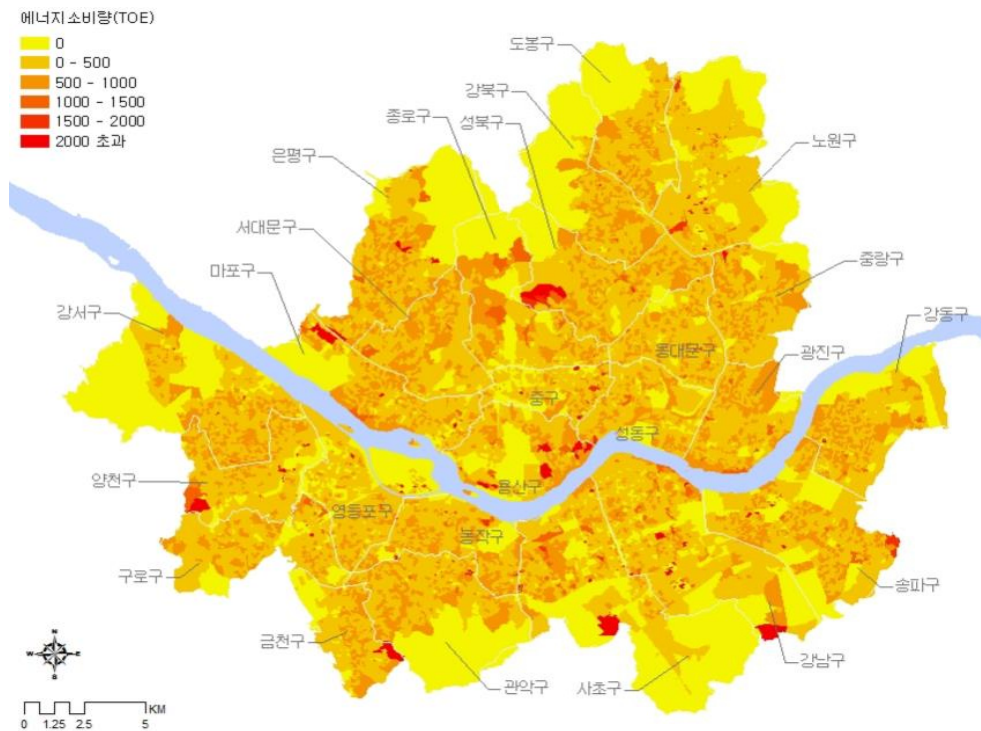 에너지소비량(TOE)
0
0 - 500
500 - 1000
1000 - 1500
1500 - 2000
2000 초과
도봉구
강북구
종로구
성북구
노원구
은평구
서대문구
마포구
중랑구
강서구
강동구
동대문구
광진구
중구
성동구
양천구
용산구
영등포구
동작구
구로구
송파구
금천구
강남구
관악구
사초구
N
W
E
S
KM
0 1.25 2.5 5